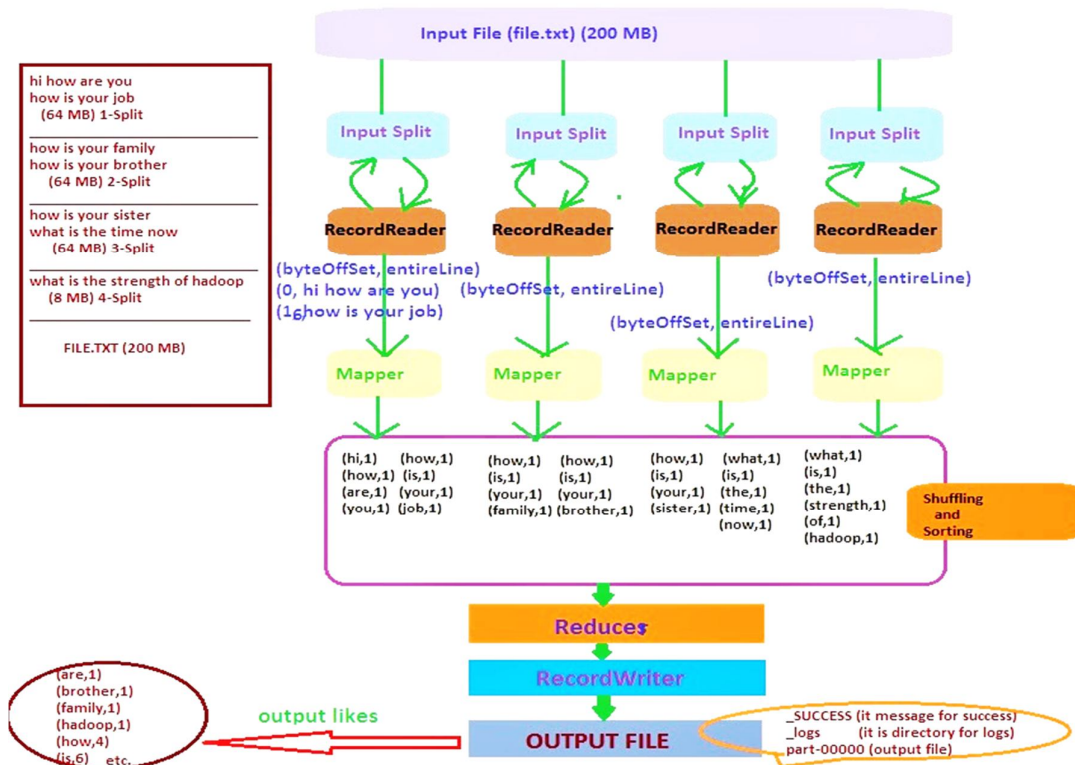 Input File (file.txt) (200 MB)
hi how are you
how is your job
(64 MB) 1-Split
how is your family
how is your brother
(64 MB) 2-Split
how is your sister
what is the time now
(64 MB) 3-Split
what is the strength of hadoop
(8 MB) 4-Split
FILE.TXT (200 MB)
Input Split
Input Split
Input Split
Input Split
RecordReader
RecordReader
RecordReader
RecordReader
(byteOffSet, entireLine)
(0, hi how are you)
(16,how is your job)
(byteOffSet, entireLine)
(byteOffSet, entireLine)
(byteOffSet, entireLine)
Mapper
Mapper
Mapper
Mapper
(hi,1) (how,1)
(how,1) (is,1)
(are,1) (your,1)
(you,1) (job,1)
(how,1) (how,1)
(is,1) (is,1)
(your,1) (your,1)
(family,1) (brother,1)
(how,1) (what,1)
(is,1) (is,1)
(your,1) (the,1)
(sister,1) (time,1)
(now,1)
(what,1)
(is,1)
(the,1)
(strength,1)
(of,1)
(hadoop,1)
Shuffling
and
Sorting
RecordWriter
OUTPUT FILE
output likes
(are,1)
(brother,1)
(family,1)
(hadoop,1)
(how,4)
(is,6) etc.
_SUCCESS (it message for success)
_logs (it is directory for logs)
part-00000 (output file)